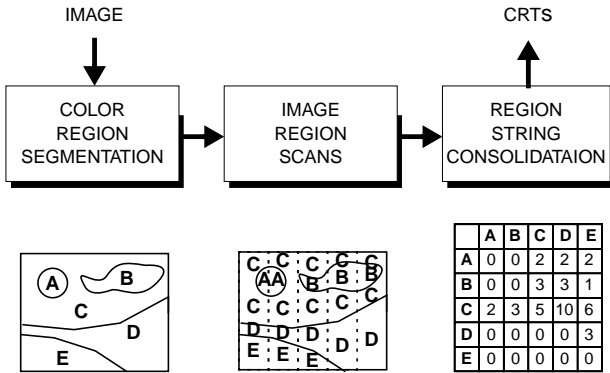 IMAGE
CRTs
COLOR
REGION
SEGMENTATION
IMAGE
REGION
SCANS
REGION
STRING
CONSOLIDATAION
A
B
C
D
E
C C C C C
AA B B B
C C C C C
D D D D D
E E E
A B C D E
A 0 0 2 2 2
B 0 0 3 3 1
C 2 3 5 10 6
D 0 0 0 0 3
E 0 0 0 0 0